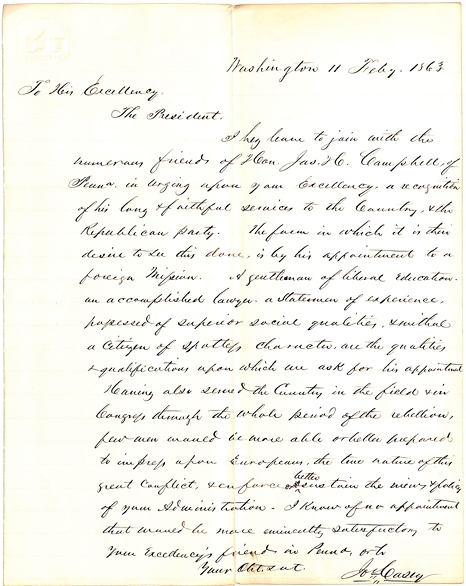 Washington 11 Feby. 1863
To His Excellency.
The President.
I beg leave to join with the
numerous friends of Hon. Jas. H. Campbell, of
Penna. in urging upon your Excellency, a recognition
of his long & faithful services to the Country, & the
Republican party. The form in which it is their
desire to see this done, is by his appointment to a
foreign Mission. A gentleman of liberal Education.
an accomplished lawyer. a Statesman of experience,
possessed of superior social qualities, & withal
a Citizen of spotless character. are the qualities
& qualifications upon which we ask for his appointment
Having also served the Country in the field & in
Congress through the whole period of the rebellion,
few men would be more able or better prepared
to impress upon Europeans, the true nature of this
great Conflict, & enforce & better sustain the views & policy
of your Administration. I know of no appointment
that would be more eminently satisfactory to
your Excellency's friends in Penna,
Your Obt. Svt.
Jos Casey